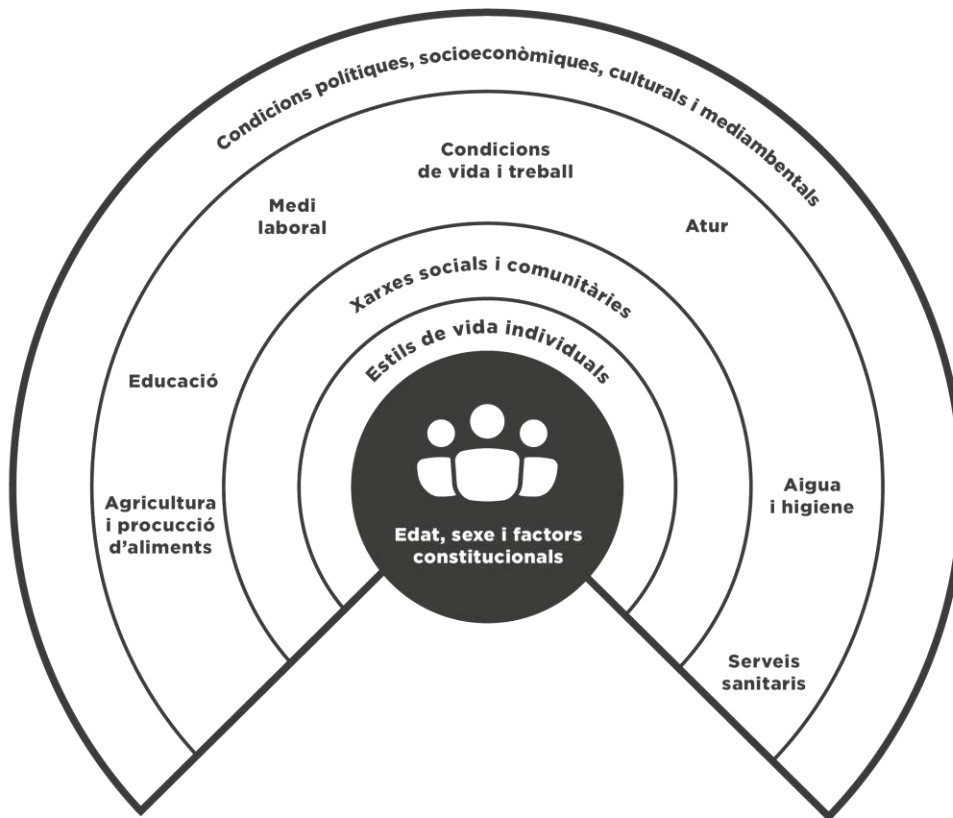 Condicions polítiques, socioeconòmiques, culturals i mediambentals
Condicions
de vida i treball
Medi
laboral
Atur
Xarxes socials i comunitàries
Estils de vida individuals
Educació
Agricultura
i procucció
d'aliments
Aigua
i higiene
Edat, sexe i factors
constitucionals
Serveis
sanitaris